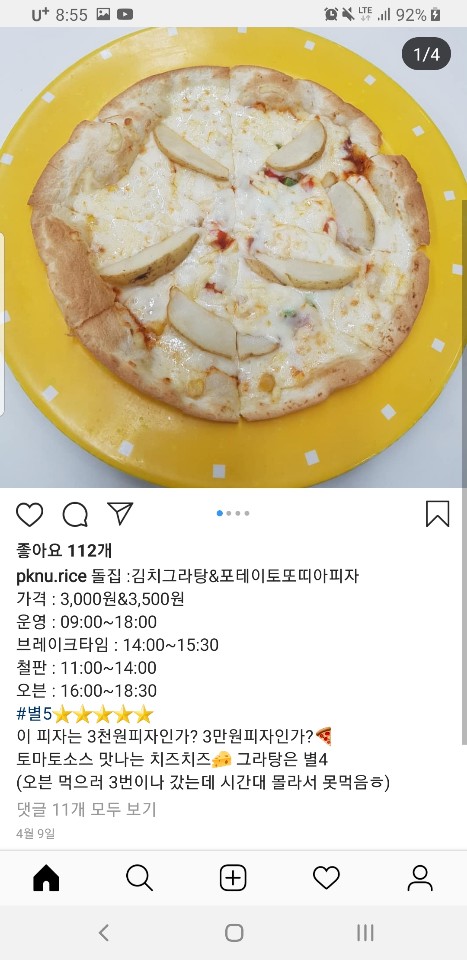 U+ 8:55 LTE 92%
1/4
좋아요 112개
pknu.rice 돌집 :김치그라탕&포테이토또띠아피자
가격 : 3,000원&3,500원
운영 : 09:00~18:00
브레이크타임 : 14:00~15:30
철판 : 11:00~14:00
오븐 : 16:00~18:30
#별5⭐⭐⭐⭐⭐
이 피자는 3천원피자인가? 3만원피자인가?🍕
토마토소스 맛나는 치즈치즈🧀 그라탕은 별4
(오븐 먹으러 3번이나 갔는데 시간대 몰라서 못먹음ㅎ)
댓글 11개 모두 보기
4월 9일